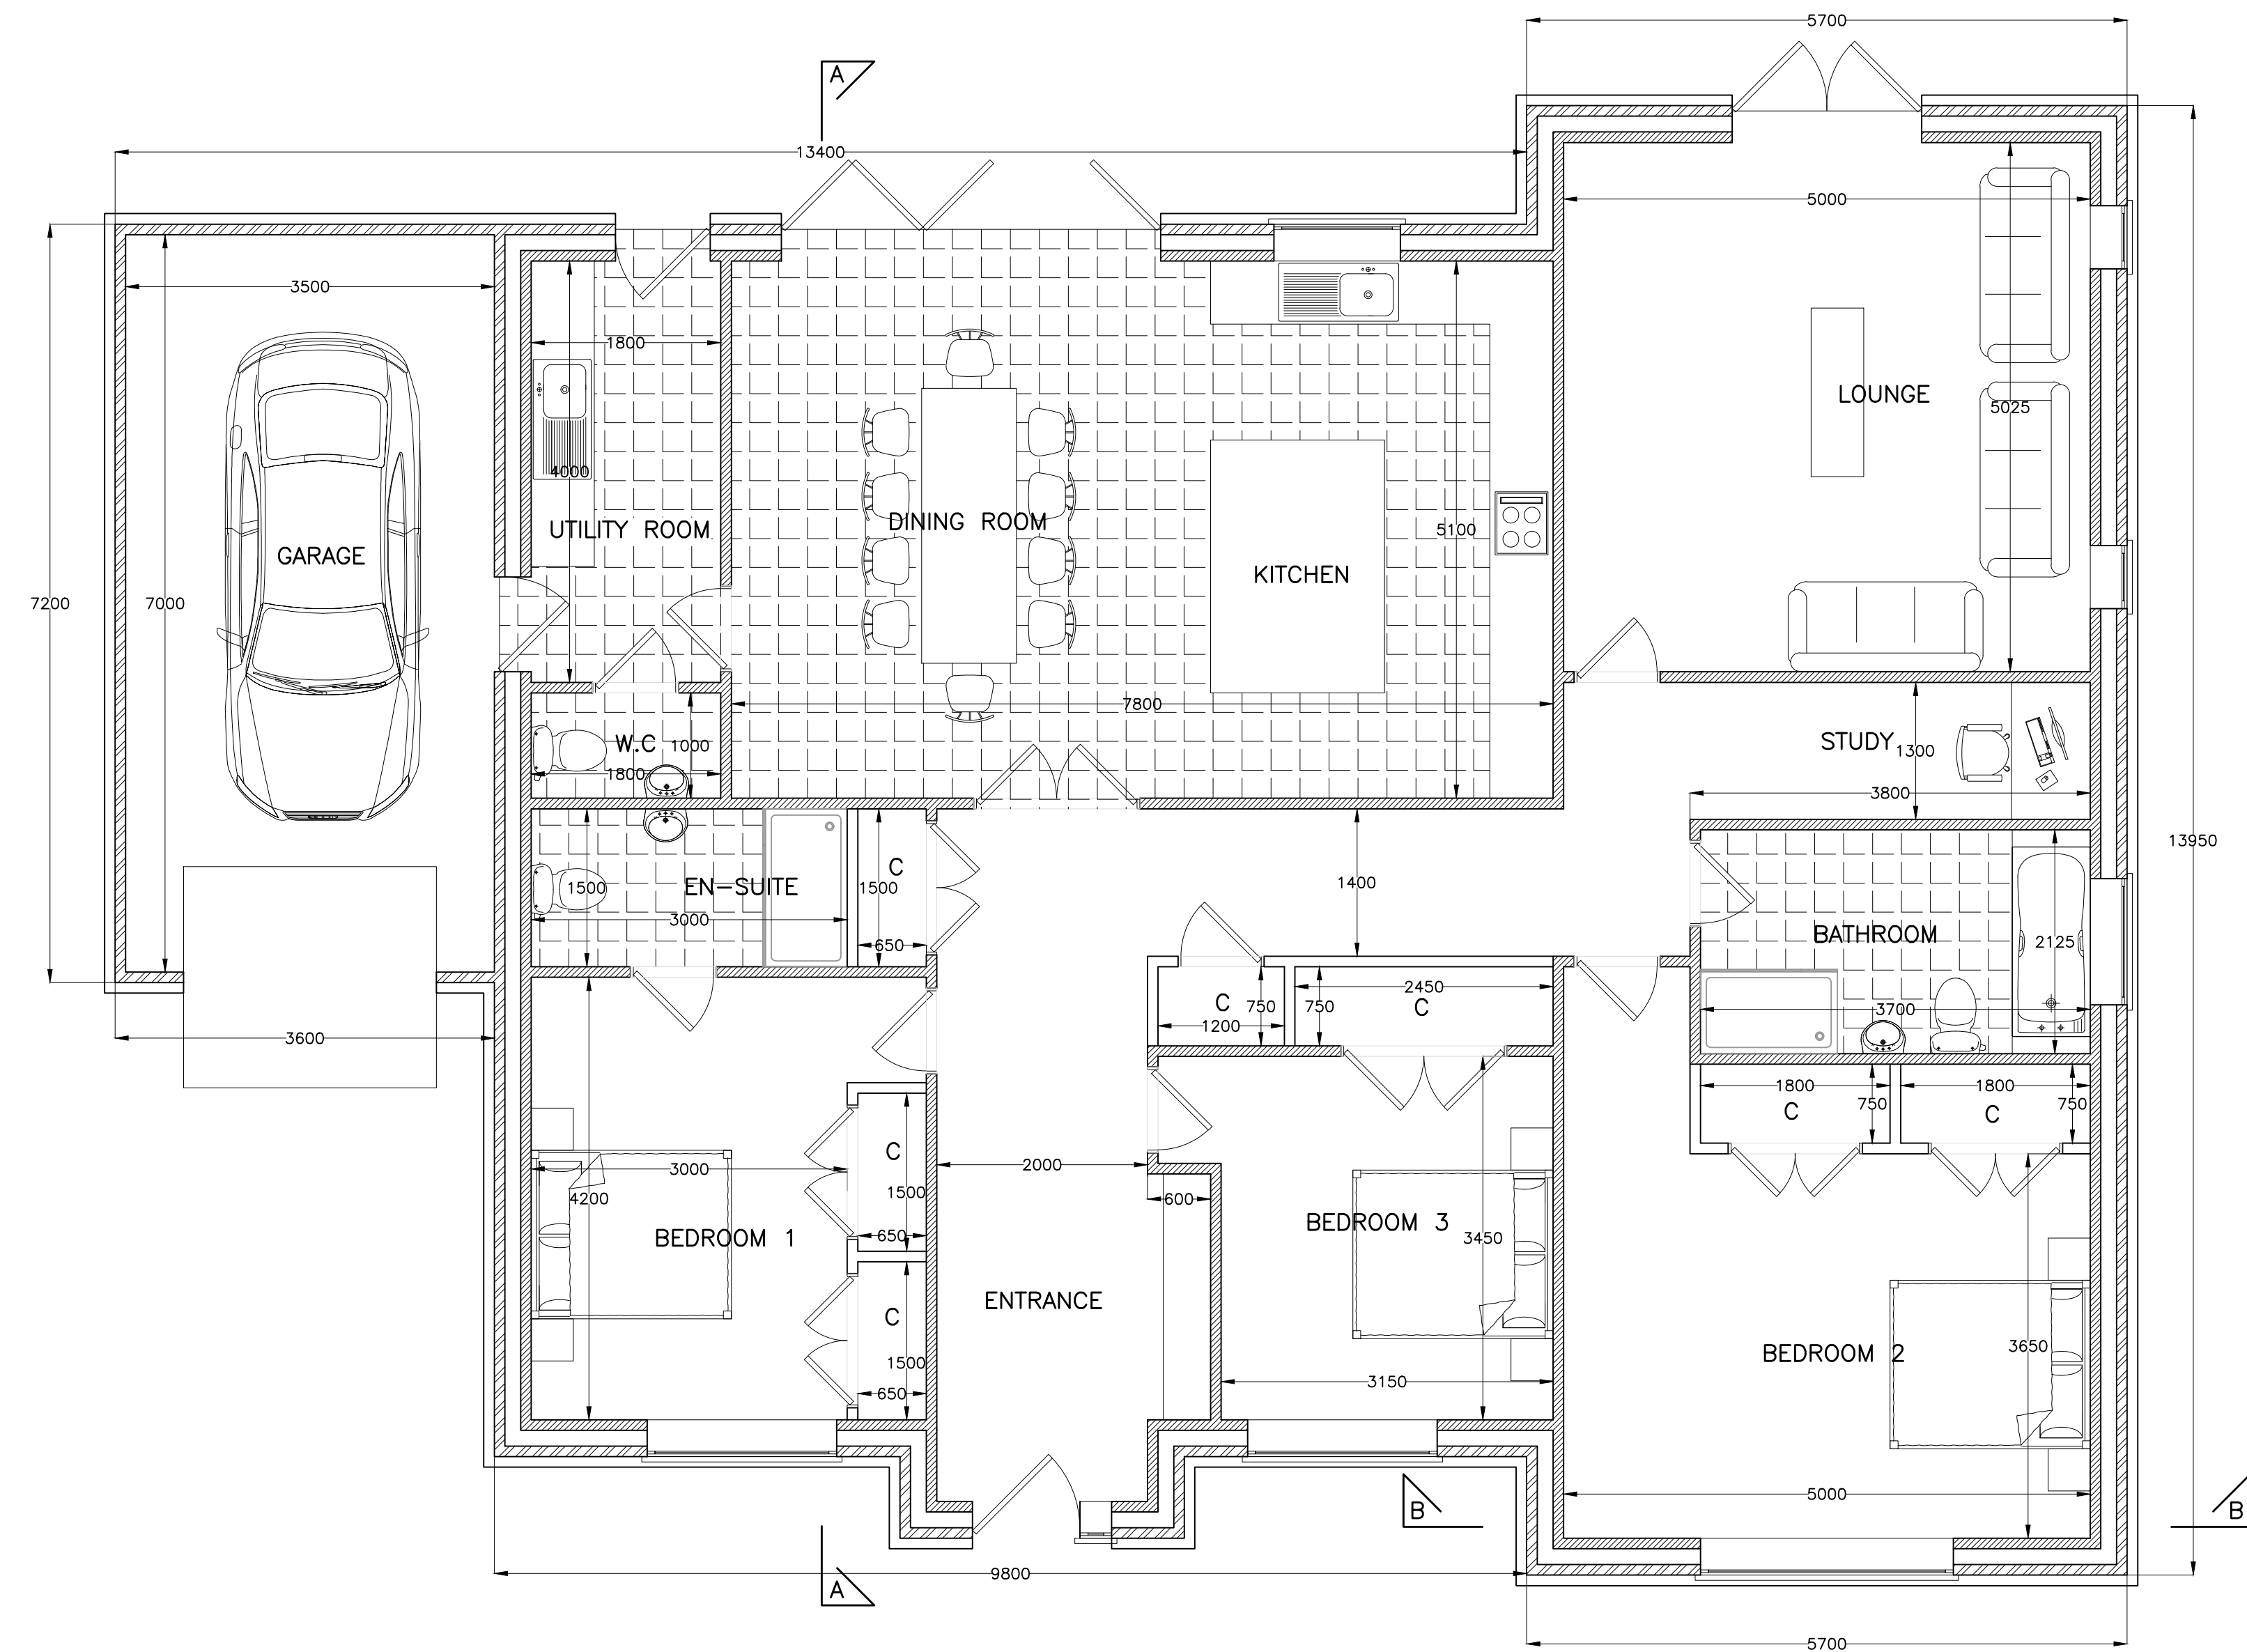 5700
A
13400
5000
3500
1800
LOUNGE
5025
4000
UTILITY ROOM
DINING ROOM
5100
GARAGE
KITCHEN
7200
7000
7800
W.C
1000
1800
STUDY
1300
3800
13950
C
1400
1500
EN-SUITE
1500
3000
650
BATHROOM
2125
2450
C
750
750
C
1200
3700
3600
1800
1800
C
750
C
750
C
3000
2000
1500
4200
600
650
BEDROOM 1
BEDROOM 3
3450
ENTRANCE
C
BEDROOM 2
3650
1500
650
3150
5000
B
B
9800
A
5700